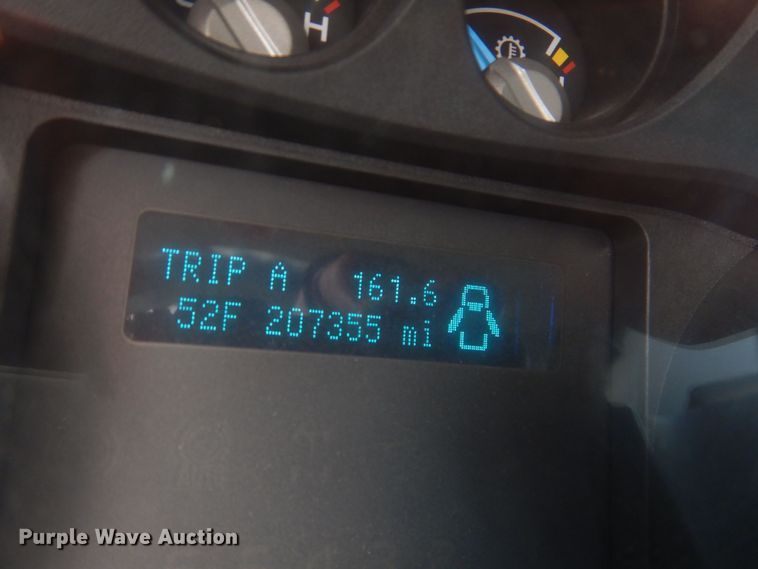 H
TRIP A 161.6
52F 207355 mi
Purple Wave Auction